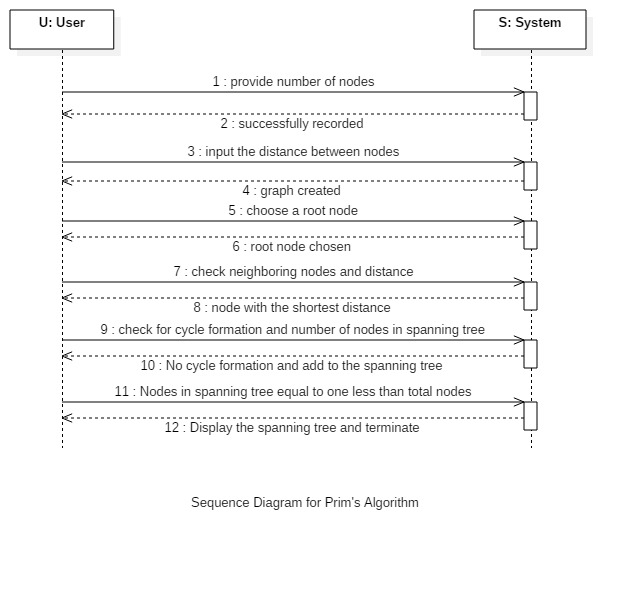 U: User
S: System
1 : provide number of nodes
2 : successfully recorded
3 : input the distance between nodes
4 : graph created
5 : choose a root node
6 : root node chosen
7 : check neighboring nodes and distance
8 : node with the shortest distance
9 : check for cycle formation and number of nodes in spanning tree
10 : No cycle formation and add to the spanning tree
11 : Nodes in spanning tree equal to one less than total nodes
12 : Display the spanning tree and terminate
Sequence Diagram for Prim's Algorithm